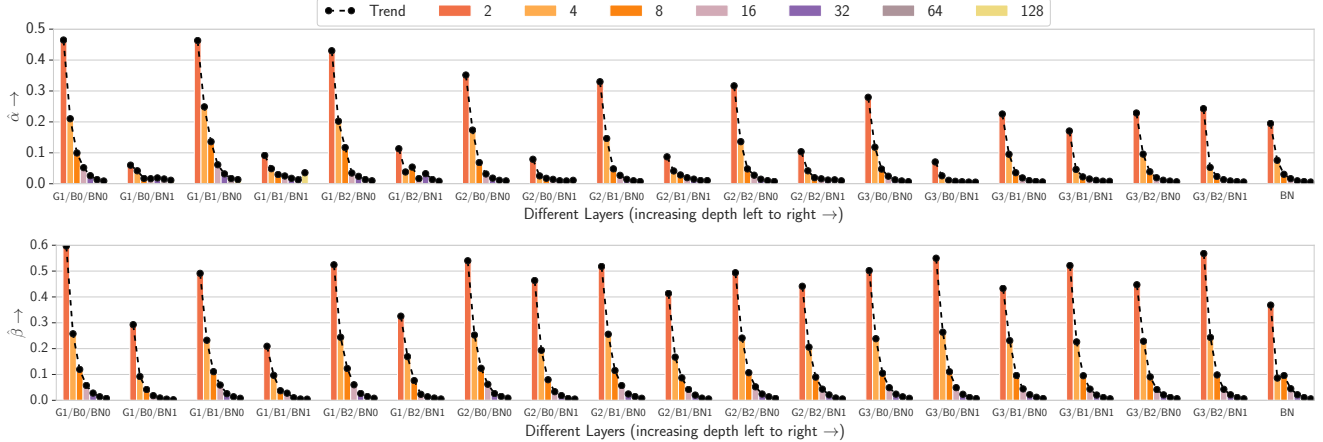 Trend 2 4 8 16 32 64 128
0.5
0.4
0.3
0.2
0.1
0.0
α̂ →
G1/B0/BN0 G1/B0/BN1 G1/B1/BN0 G1/B1/BN1 G1/B2/BN0 G1/B2/BN1 G2/B0/BN0 G2/B0/BN1 G2/B1/BN0 G2/B1/BN1 G2/B2/BN0 G2/B2/BN1 G3/B0/BN0 G3/B0/BN1 G3/B1/BN0 G3/B1/BN1 G3/B2/BN0 G3/B2/BN1 BN
Different Layers (increasing depth left to right →)
0.6
0.5
0.4
0.3
0.2
0.1
0.0
β̂ →
G1/B0/BN0 G1/B0/BN1 G1/B1/BN0 G1/B1/BN1 G1/B2/BN0 G1/B2/BN1 G2/B0/BN0 G2/B0/BN1 G2/B1/BN0 G2/B1/BN1 G2/B2/BN0 G2/B2/BN1 G3/B0/BN0 G3/B0/BN1 G3/B1/BN0 G3/B1/BN1 G3/B2/BN0 G3/B2/BN1 BN
Different Layers (increasing depth left to right →)